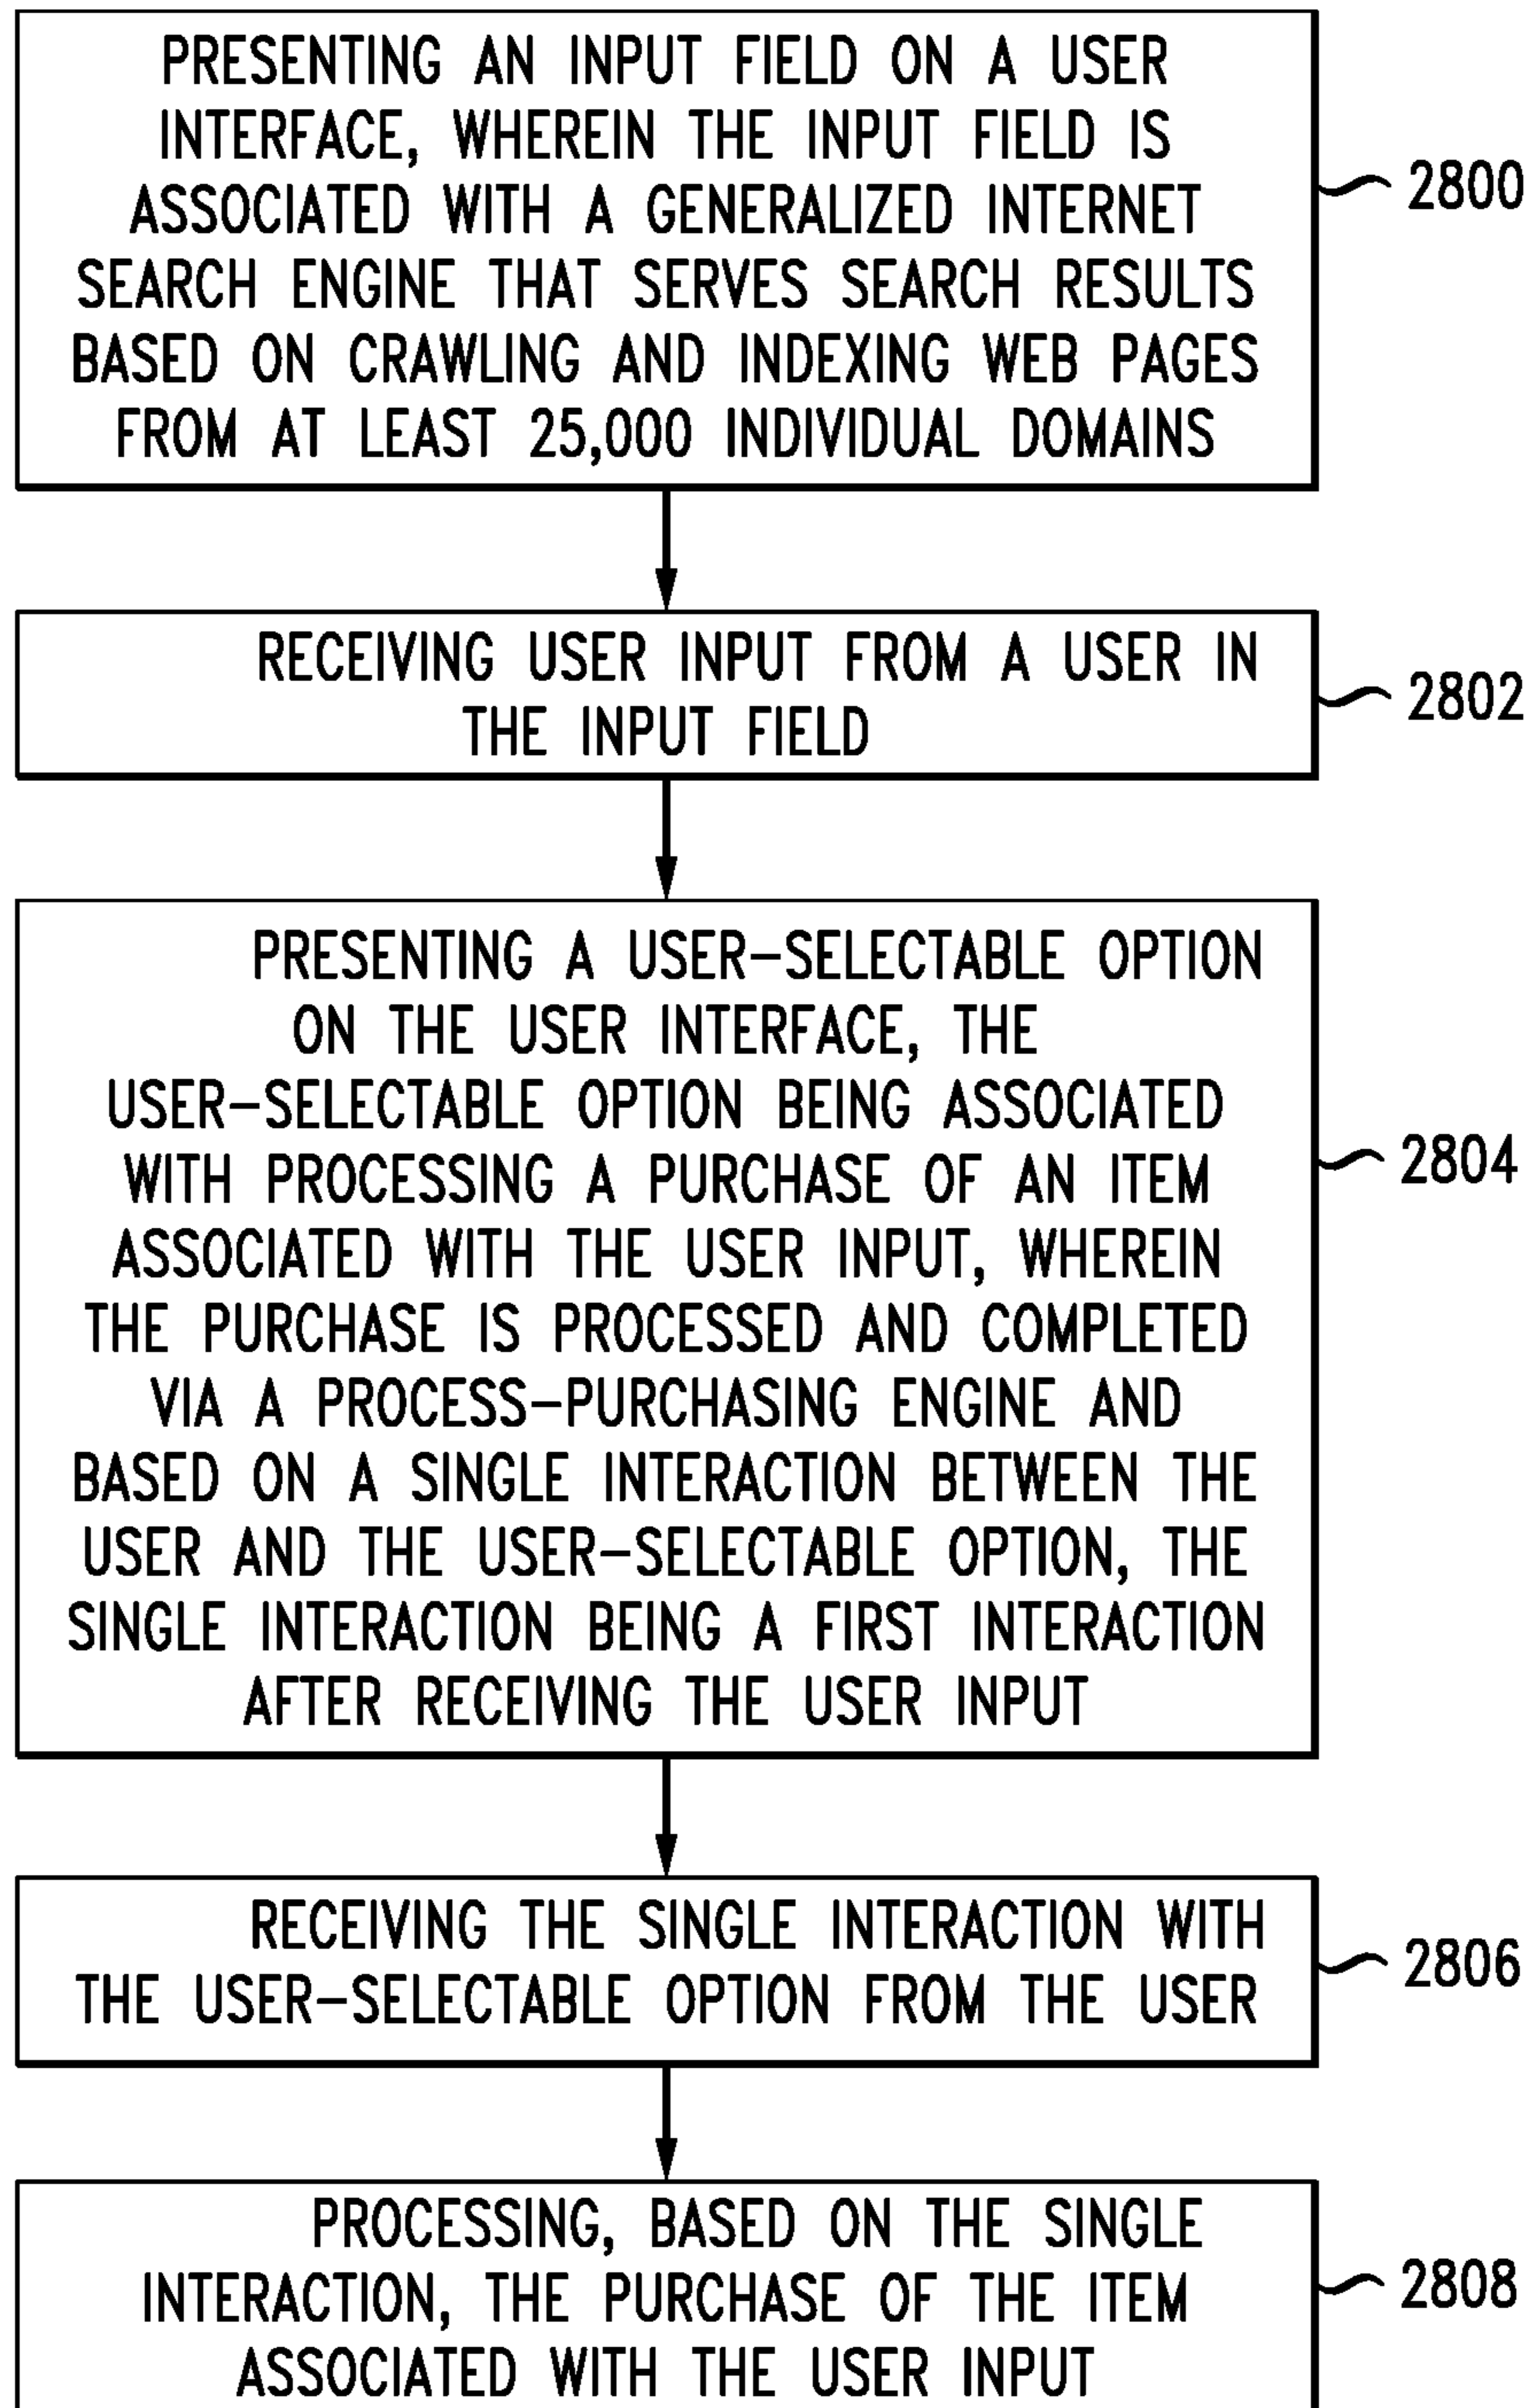 PRESENTING AN INPUT FIELD ON A USER
INTERFACE, WHEREIN THE INPUT FIELD IS
ASSOCIATED WITH A GENERALIZED INTERNET
SEARCH ENGINE THAT SERVES SEARCH RESULTS
BASED ON CRAWLING AND INDEXING WEB PAGES
FROM AT LEAST 25,000 INDIVIDUAL DOMAINS
2800
RECEIVING USER INPUT FROM A USER IN
THE INPUT FIELD
2802
PRESENTING A USER-SELECTABLE OPTION
ON THE USER INTERFACE, THE
USER-SELECTABLE OPTION BEING ASSOCIATED
WITH PROCESSING A PURCHASE OF AN ITEM
ASSOCIATED WITH THE USER INPUT, WHEREIN
THE PURCHASE IS PROCESSED AND COMPLETED
VIA A PROCESS-PURCHASING ENGINE AND
BASED ON A SINGLE INTERACTION BETWEEN THE
USER AND THE USER-SELECTABLE OPTION, THE
SINGLE INTERACTION BEING A FIRST INTERACTION
AFTER RECEIVING THE USER INPUT
2804
RECEIVING THE SINGLE INTERACTION WITH
THE USER-SELECTABLE OPTION FROM THE USER
2806
PROCESSING, BASED ON THE SINGLE
INTERACTION, THE PURCHASE OF THE ITEM
ASSOCIATED WITH THE USER INPUT
2808